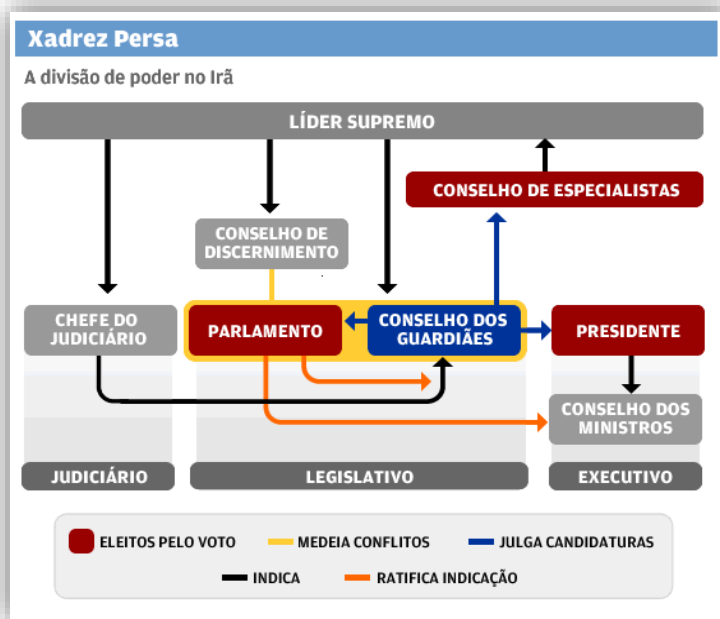 Xadrez Persa
A divisão de poder no Irã
LÍDER SUPREMO
CONSELHO DE ESPECIALISTAS
CONSELHO DE
DISCERNIMENTO
CHEFE DO
JUDICIÁRIO
PARLAMENTO
CONSELHO DOS
GUARDIÃES
PRESIDENTE
CONSELHO DOS
MINISTROS
JUDICIÁRIO
LEGISLATIVO
EXECUTIVO
ELEITOS PELO VOTO
MEDEIA CONFLITOS
JULGA CANDIDATURAS
INDICA
RATIFICA INDICAÇÃO